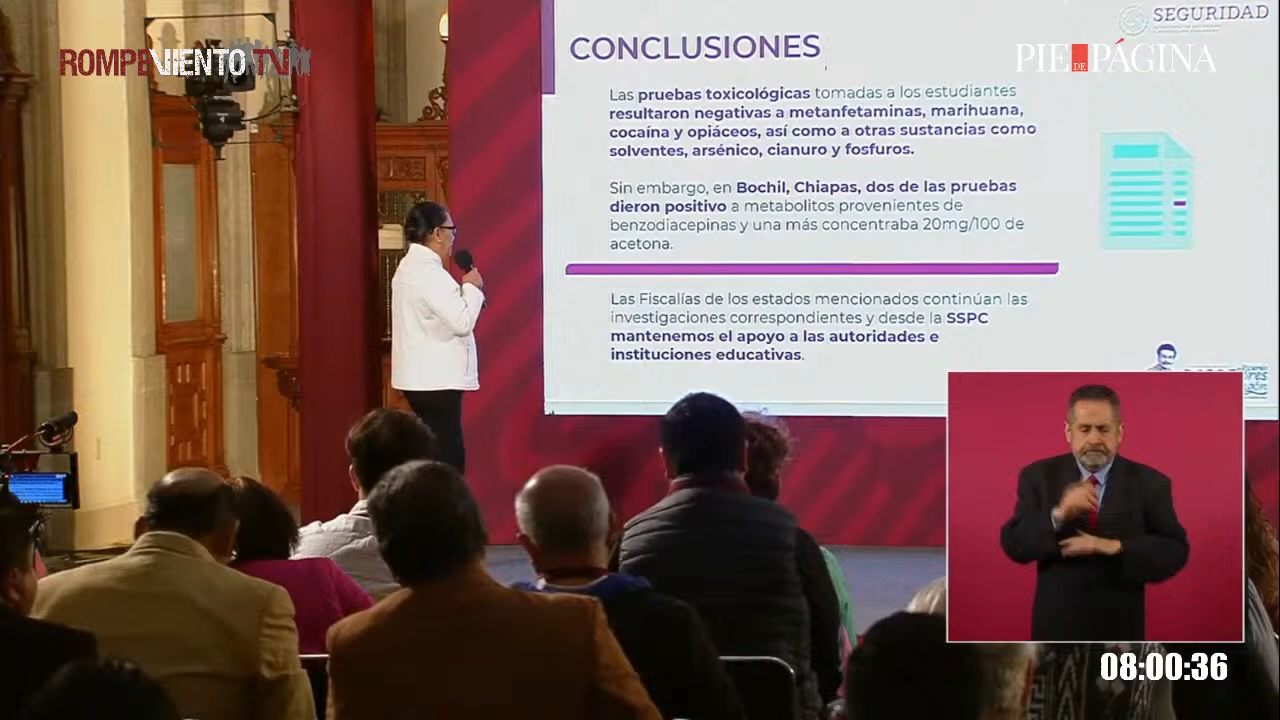 ROMPEVIENTO TV
PIE DE PÁGINA
SEGURIDAD
CONCLUSIONES
Las pruebas toxicológicas tomadas a los estudiantes
resultaron negativas a metanfetaminas, marihuana,
cocaína y opiáceos, así como a otras sustancias como
solventes, arsénico, cianuro y fosfuros.
Sin embargo, en Bochil, Chiapas, dos de las pruebas
dieron positivo a metabolitos provenientes de
benzodiacepinas y una más concentraba 20mg/100 de
acetona.
Las Fiscalías de los estados mencionados continúan las
investigaciones correspondientes y desde la SSPC
mantenemos el apoyo a las autoridades e
instituciones educativas.
08:00:36